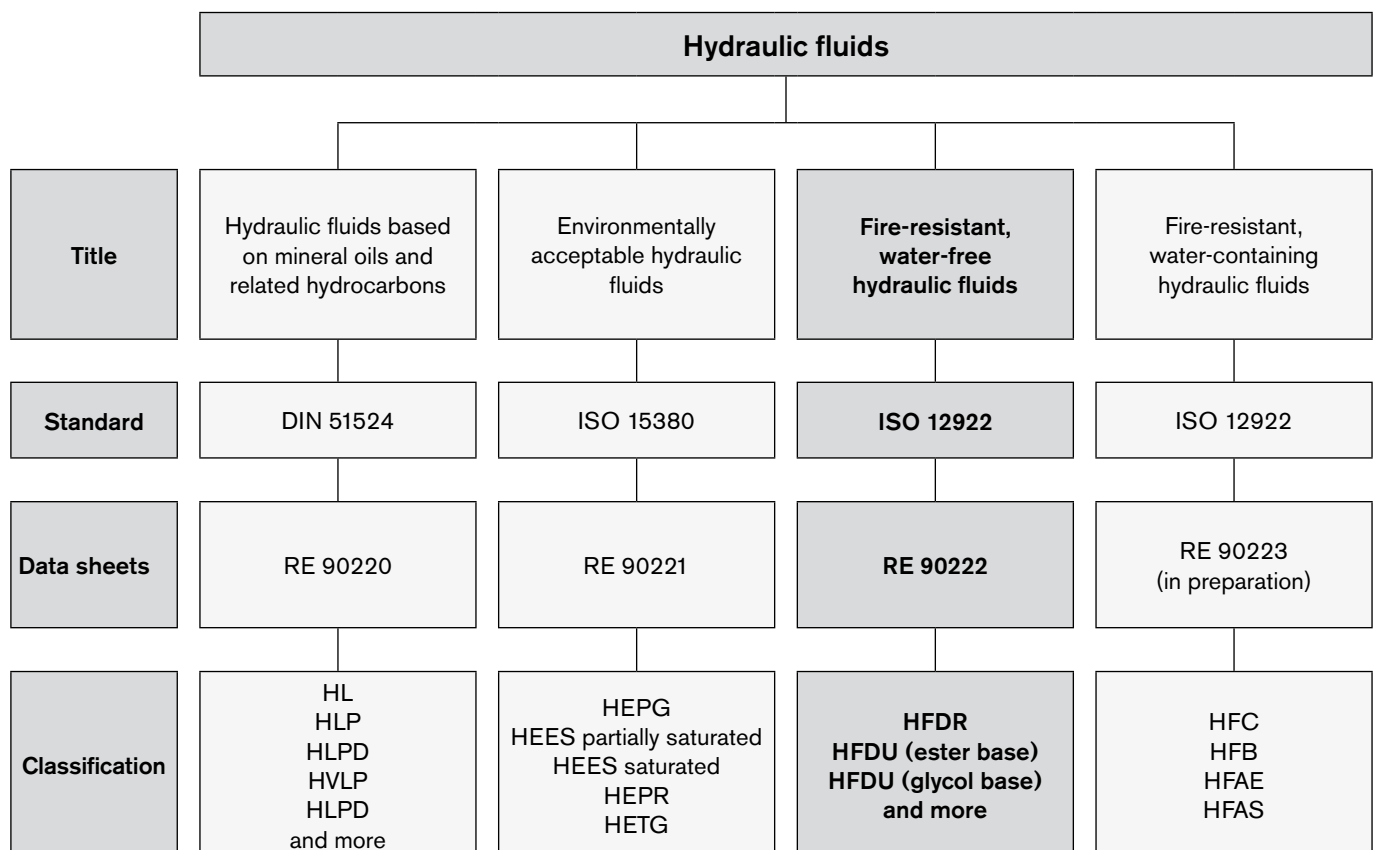 Hydraulic fluids
Title
Hydraulic fluids based
on mineral oils and
related hydrocarbons
Environmentally
acceptable hydraulic
fluids
Fire-resistant,
water-free
hydraulic fluids
Fire-resistant,
water-containing
hydraulic fluids
Standard
DIN 51524
ISO 15380
ISO 12922
ISO 12922
Data sheets
RE 90220
RE 90221
RE 90222
RE 90223
(in preparation)
Classification
HL
HLP
HLPD
HVLP
HLPD
and more
HEPG
HEES partially saturated
HEES saturated
HEPR
HETG
HFDR
HFDU (ester base)
HFDU (glycol base)
and more
HFC
HFB
HFAE
HFAS